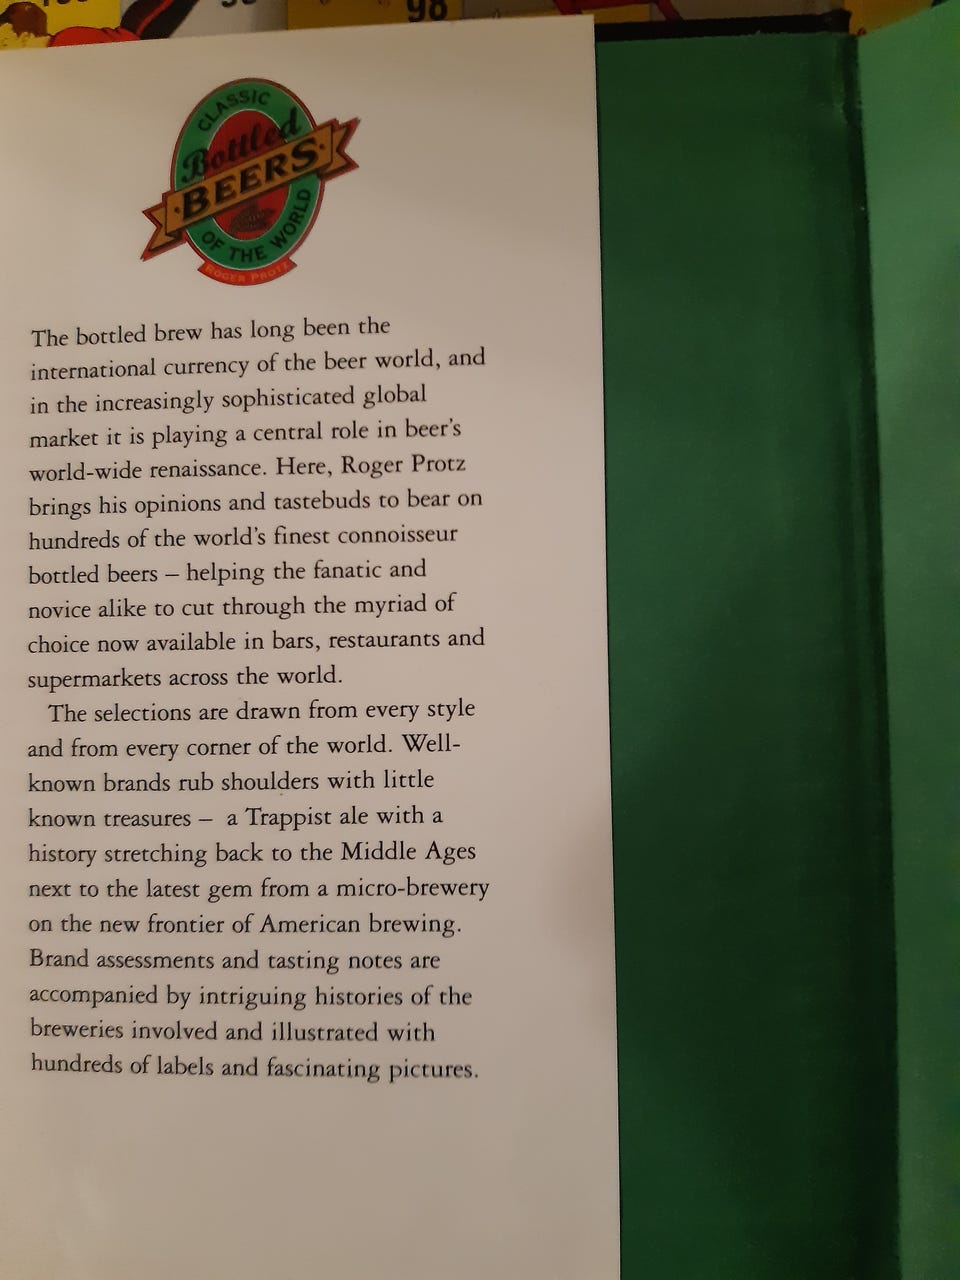 98
CLASSIC
Bottled
BEERS
OF THE WORLD
ROGER PROTZ
The bottled brew has long been the
international currency of the beer world, and
in the increasingly sophisticated global
market it is playing a central role in beer's
world-wide renaissance. Here, Roger Protz
brings his opinions and tastebuds to bear on
hundreds of the world's finest connoisseur
bottled beers – helping the fanatic and
novice alike to cut through the myriad of
choice now available in bars, restaurants and
supermarkets across the world.
The selections are drawn from every style
and from every corner of the world. Well-
known brands rub shoulders with little
known treasures – a Trappist ale with a
history stretching back to the Middle Ages
next to the latest gem from a micro-brewery
on the new frontier of American brewing.
Brand assessments and tasting notes are
accompanied by intriguing histories of the
breweries involved and illustrated with
hundreds of labels and fascinating pictures.